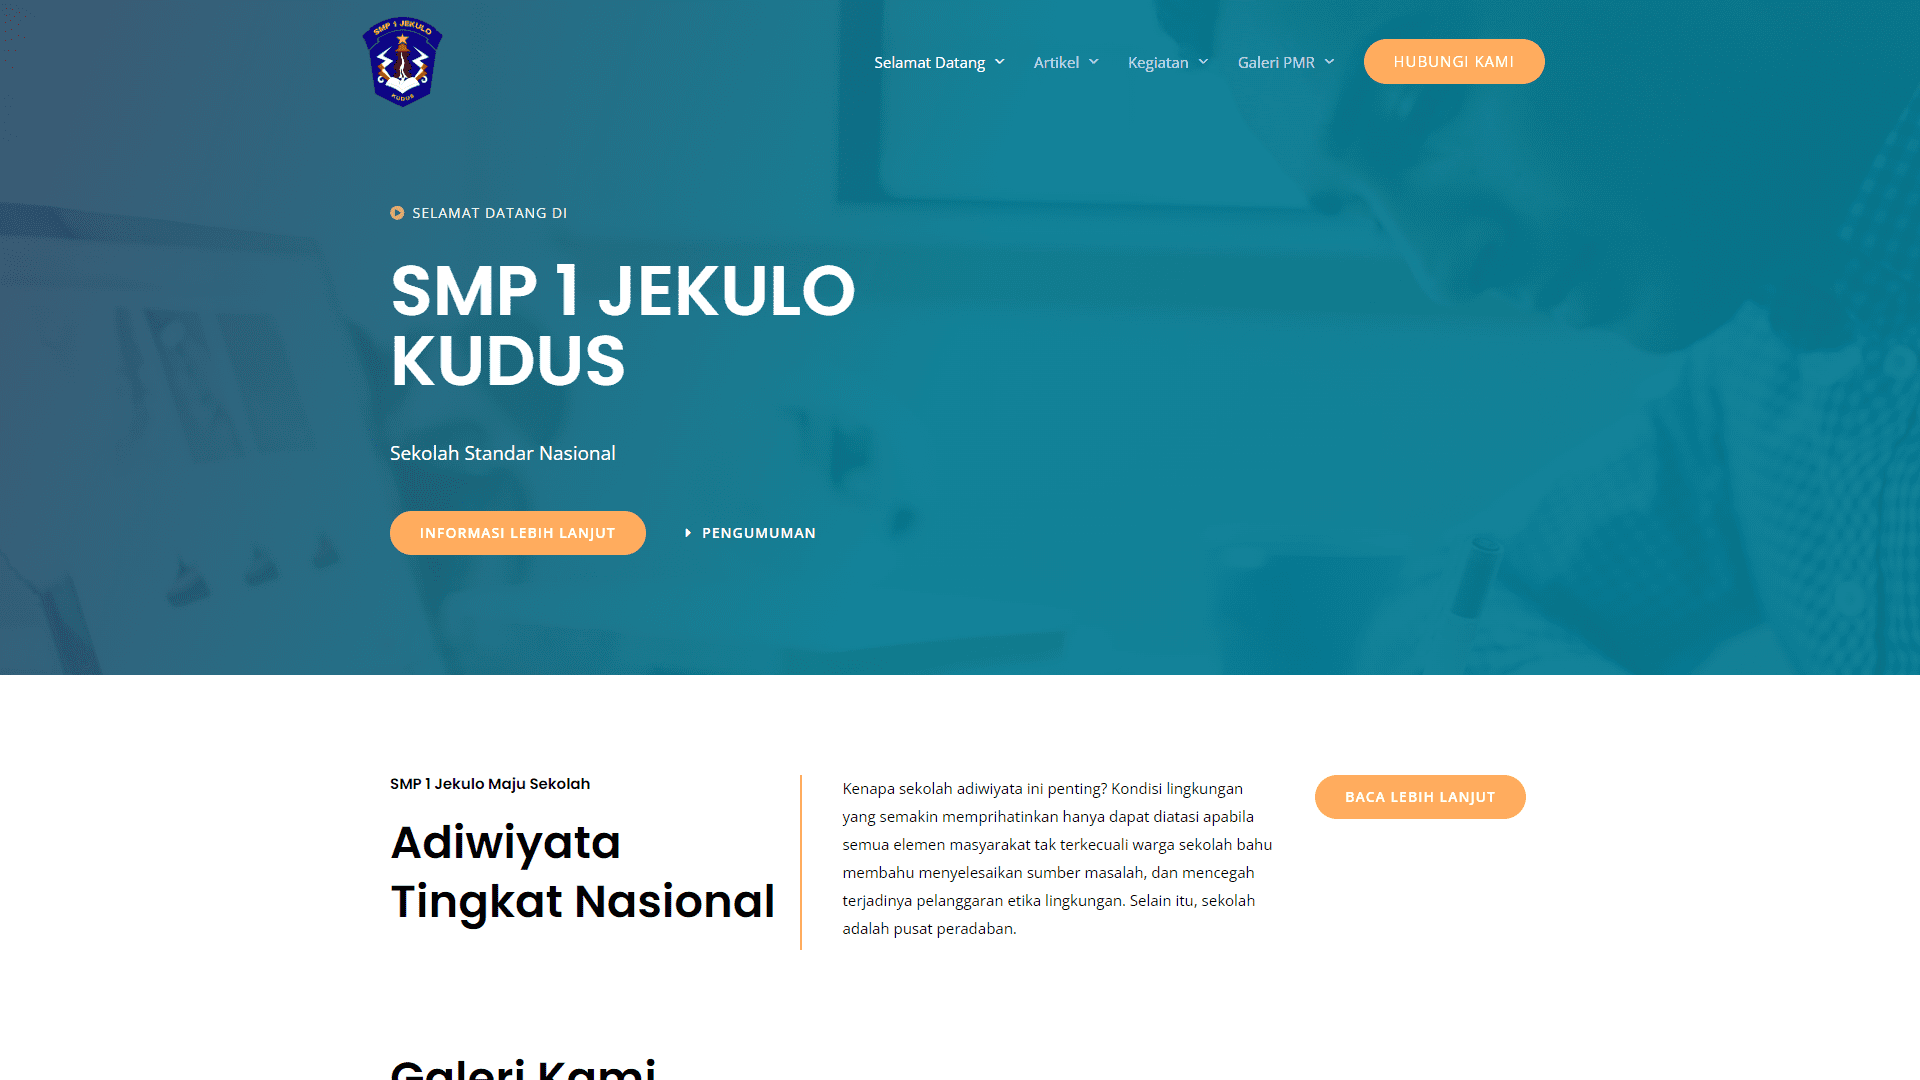 SMP 1 JEKULO
KUDUS
Selamat Datang
Artikel
Kegiatan
Galeri PMR
HUBUNGI KAMI
SELAMAT DATANG DI
SMP 1 JEKULO
KUDUS
Sekolah Standar Nasional
INFORMASI LEBIH LANJUT
PENGUMUMAN
SMP 1 Jekulo Maju Sekolah
Adiwiyata
Tingkat Nasional
Kenapa sekolah adiwiyata ini penting? Kondisi lingkungan
yang semakin memprihatinkan hanya dapat diatasi apabila
semua elemen masyarakat tak terkecuali warga sekolah bahu
membahu menyelesaikan sumber masalah, dan mencegah
terjadinya pelanggaran etika lingkungan. Selain itu, sekolah
adalah pusat peradaban.
BACA LEBIH LANJUT
Galeri Kami